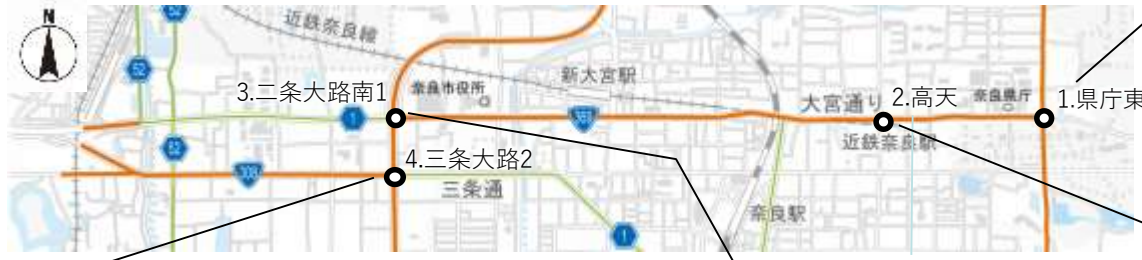 N
近鉄奈良線
52
52
52
3.二条大路南1
奈良市役所
新大宮駅
大宮通り
2.高天
奈良県庁
1.県庁東
1
369
近鉄奈良駅
4.三条大路2
308
三条通
奈良駅
1